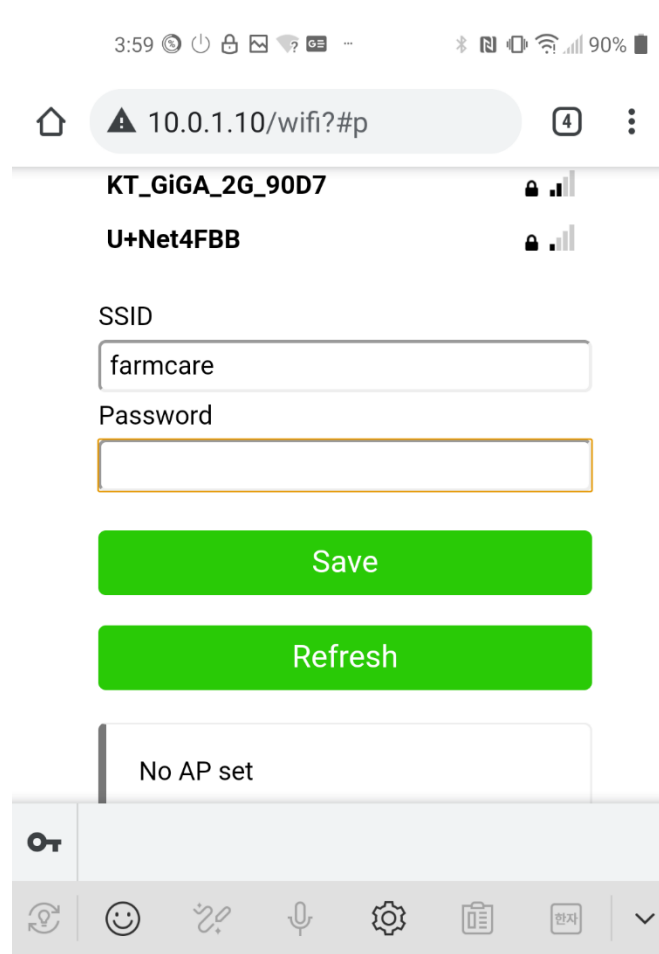 3:59
90%
10.0.1.10/wifi?#p
4
KT_GiGA_2G_90D7
U+Net4FBB
SSID
farmcare
Password
Save
Refresh
No AP set
한자